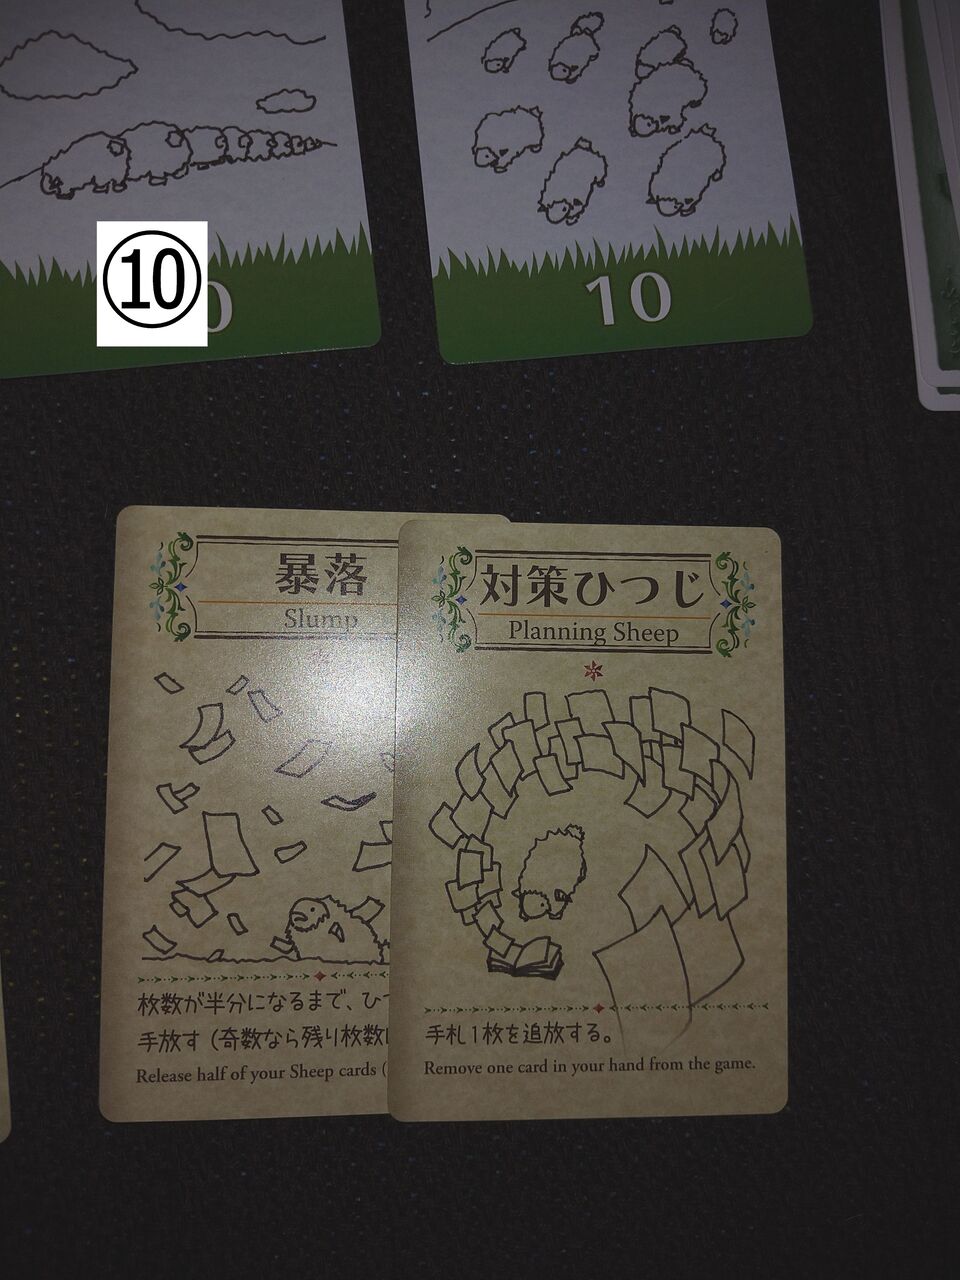 ⑩
0
10
暴落
Slump
枚数が半分になるまで、ひ
手放す(奇数なら残り枚数
Release half of your Sheep cards (
対策ひつじ
Planning Sheep
手札1枚を追放する。
Remove one card in your hand from the game.